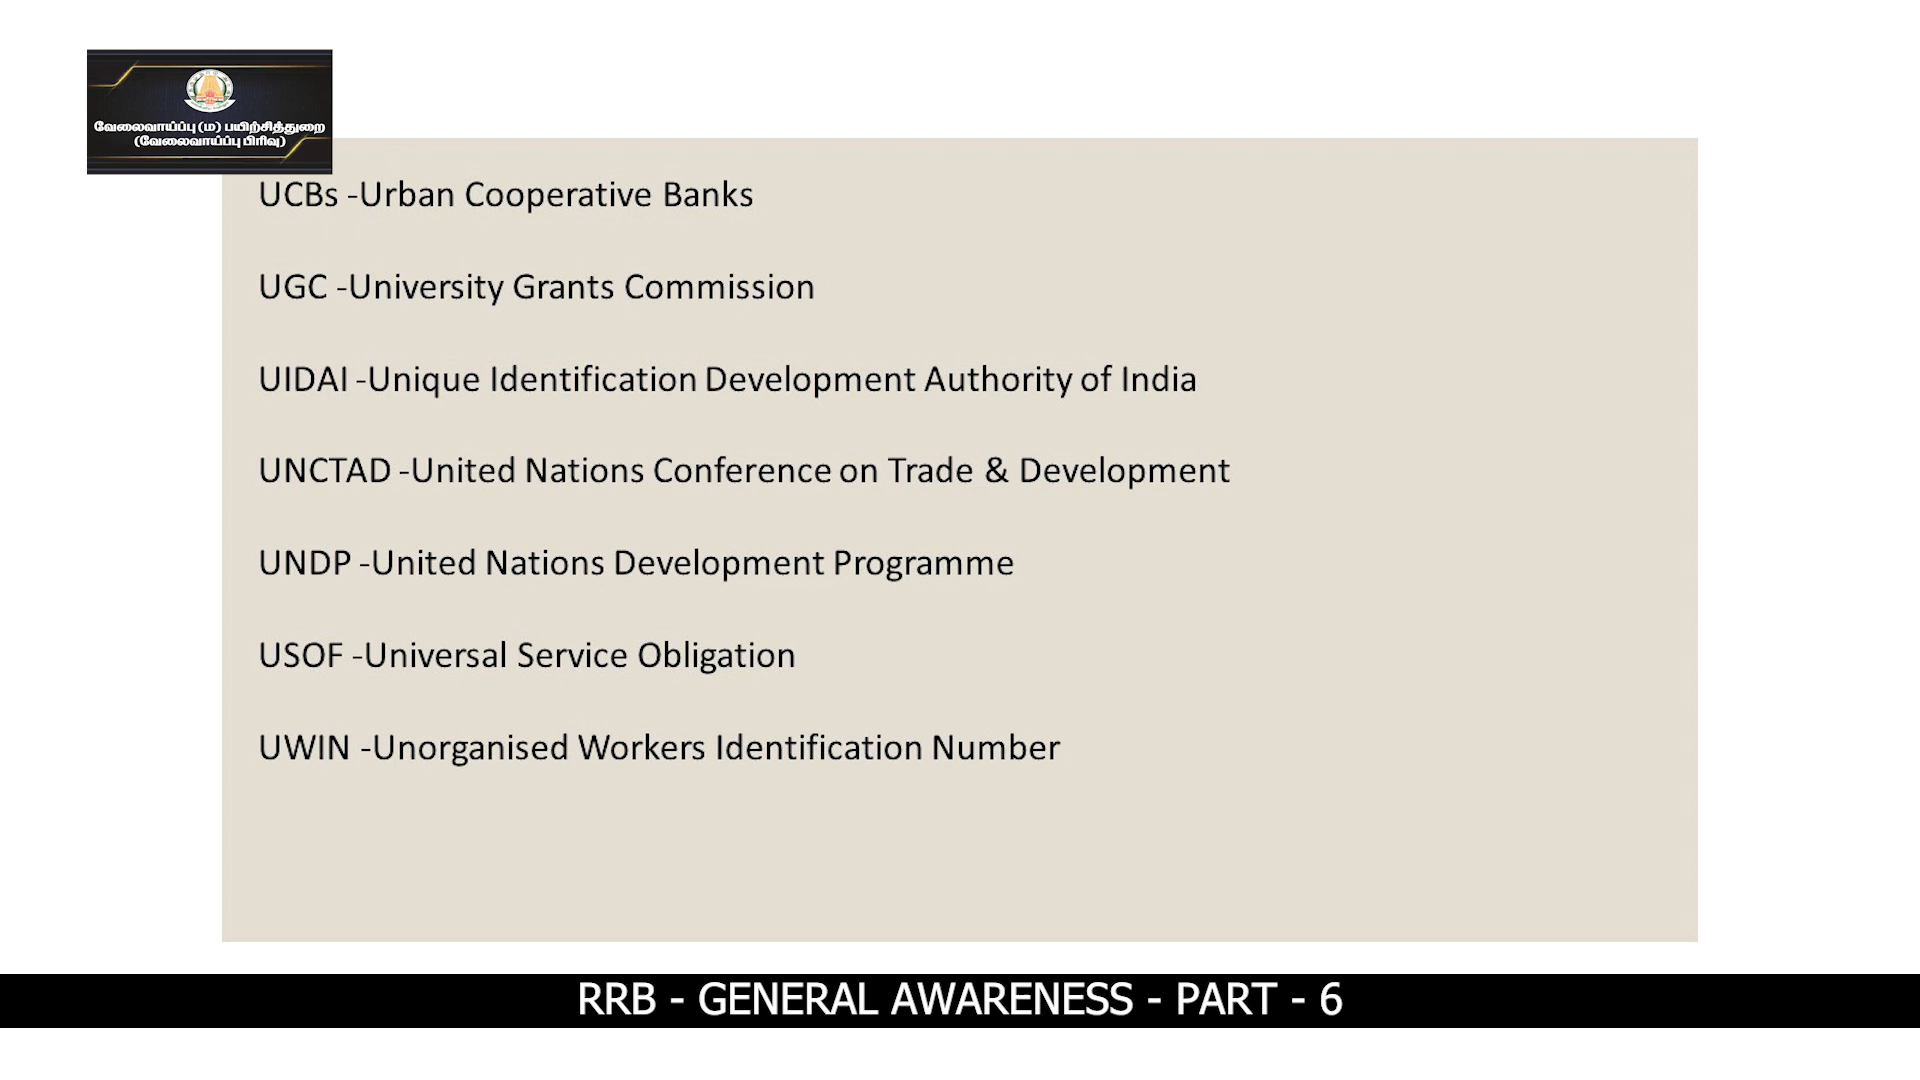 வேலைவாய்ப்பு (ம) பயிற்சித்துறை
(வேலைவாய்ப்பு பிரிவு)
UCBs -Urban Cooperative Banks
UGC -University Grants Commission
UIDAI -Unique Identification Development Authority of India
UNCTAD -United Nations Conference on Trade & Development
UNDP -United Nations Development Programme
USOF -Universal Service Obligation
UWIN -Unorganised Workers Identification Number
RRB - GENERAL AWARENESS - PART - 6